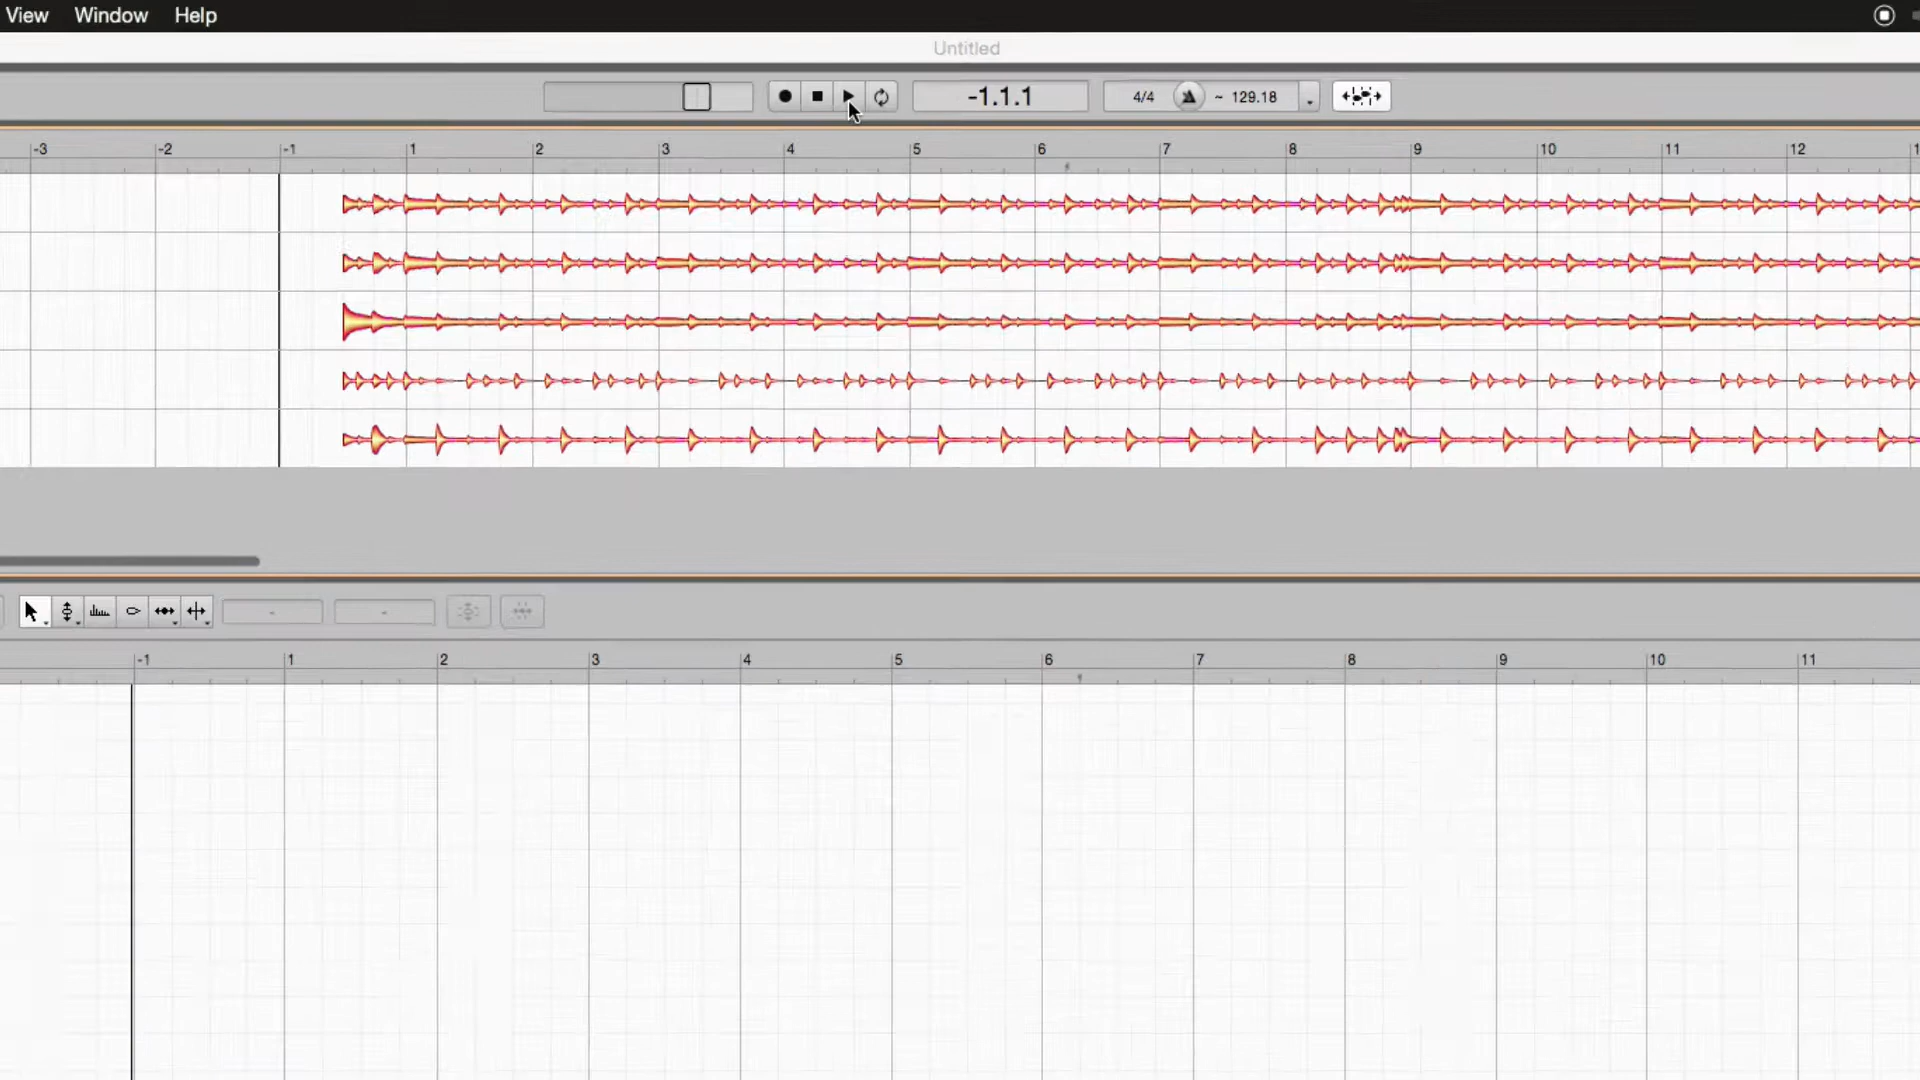 View Window Help
Untitled
-1.1.1 4/4 ~ 129.18
-3 -2 -1 1 2 3 4 5 6 7 8 9 10 11 12 1
- -
-1 1 2 3 4 5 6 7 8 9 10 11